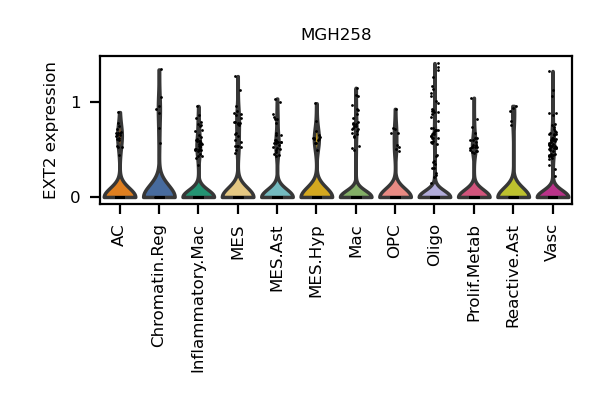 MGH258
EXT2 expression
1
0
AC
Chromatin.Reg
Inflammatory.Mac
MES
MES.Ast
MES.Hyp
Mac
OPC
Oligo
Prolif.Metab
Reactive.Ast
Vasc